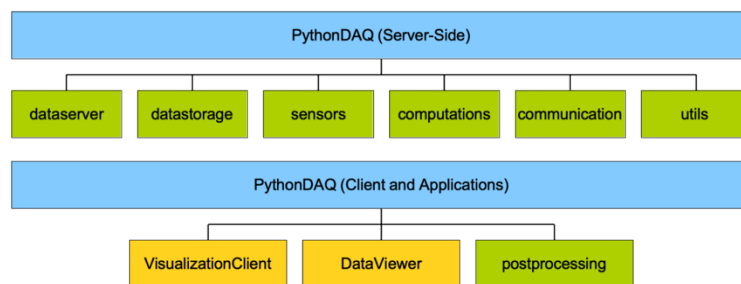 PythonDAQ (Server-Side)
dataserver
datastorage
sensors
computations
communication
utils
PythonDAQ (Client and Applications)
VisualizationClient
DataViewer
postprocessing